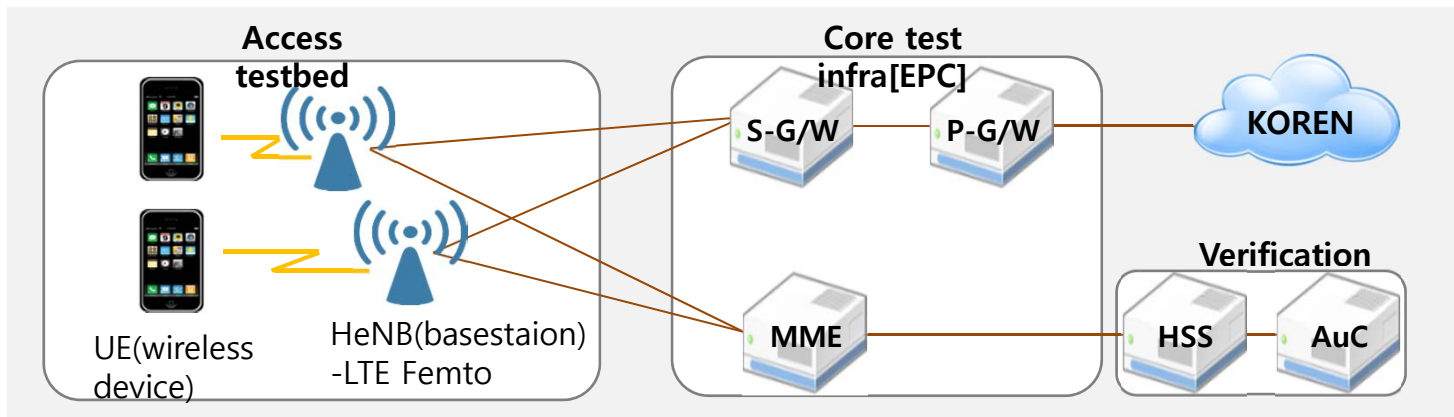 Access
testbed
Core test
infra[EPC]
S-G/W
P-G/W
KOREN
Verification
MME
HSS
AuC
UE(wireless
device)
HeNB(basestaion)
-LTE Femto